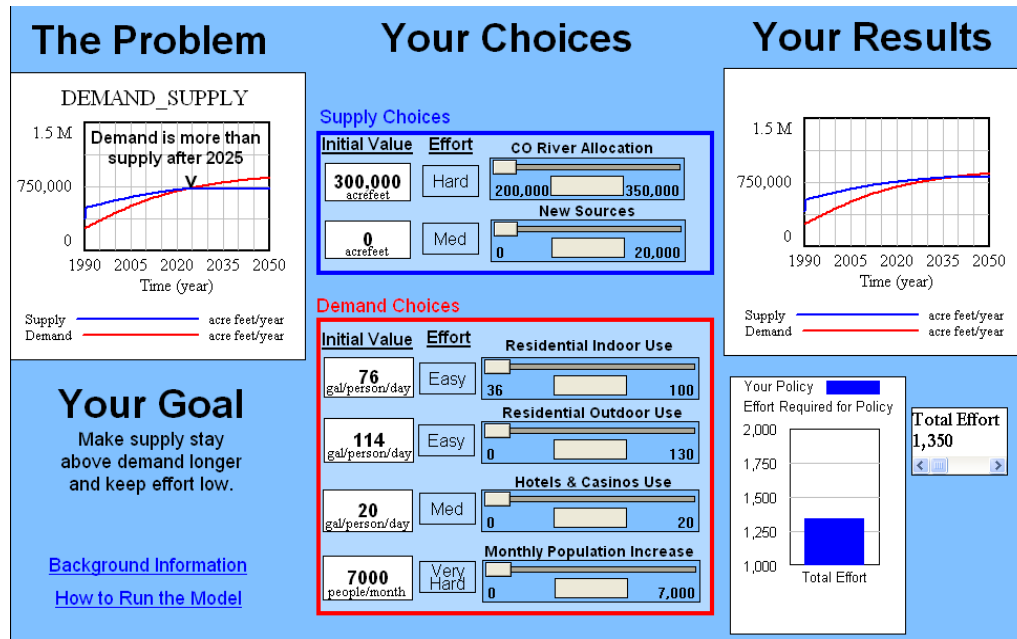 The Problem
DEMAND_SUPPLY
1.5 M
Demand is more than
supply after 2025
V
750,000
0
1990 2005 2020 2035 2050
Time (year)
Supply acre feet/year
Demand acre feet/year
Your Goal
Make supply stay
above demand longer
and keep effort low.
Background Information
How to Run the Model
Your Choices
Supply Choices
Initial Value Effort CO River Allocation
300,000
acrefeet
Hard
200,000 350,000
New Sources
0
acrefeet
Med
0 20,000
Demand Choices
Initial Value Effort Residential Indoor Use
76
gal/person/day
Easy
36 100
Residential Outdoor Use
114
gal/person/day
Easy
0 130
Hotels & Casinos Use
20
gal/person/day
Med
0 20
Monthly Population Increase
7000
people/month
Very
Hard
0 7,000
Your Results
1.5 M
750,000
0
1990 2005 2020 2035 2050
Time (year)
Supply acre feet/year
Demand acre feet/year
Your Policy
Effort Required for Policy
2,000
1,750
1,500
1,250
1,000
Total Effort
Total Effort
1,350